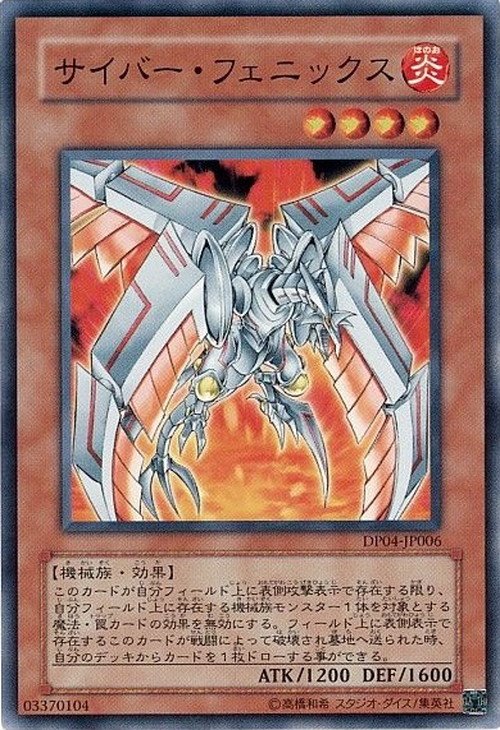 サイバー・フェニックス
ほのお
炎
DP04-JP006
【機械族・効果】
このカードが自分フィールド上に表側攻撃表示で存在する限り、
自分フィールド上に存在する機械族モンスター1体を対象とする
魔法・罠カードの効果を無効にする。フィールド上に表側表示で
存在するこのカードが戦闘によって破壊され墓地へ送られた時、
自分のデッキからカードを1枚ドローする事ができる。
ATK/1200 DEF/1600
03370104
©高橋和希 スタジオ・ダイス/集英社